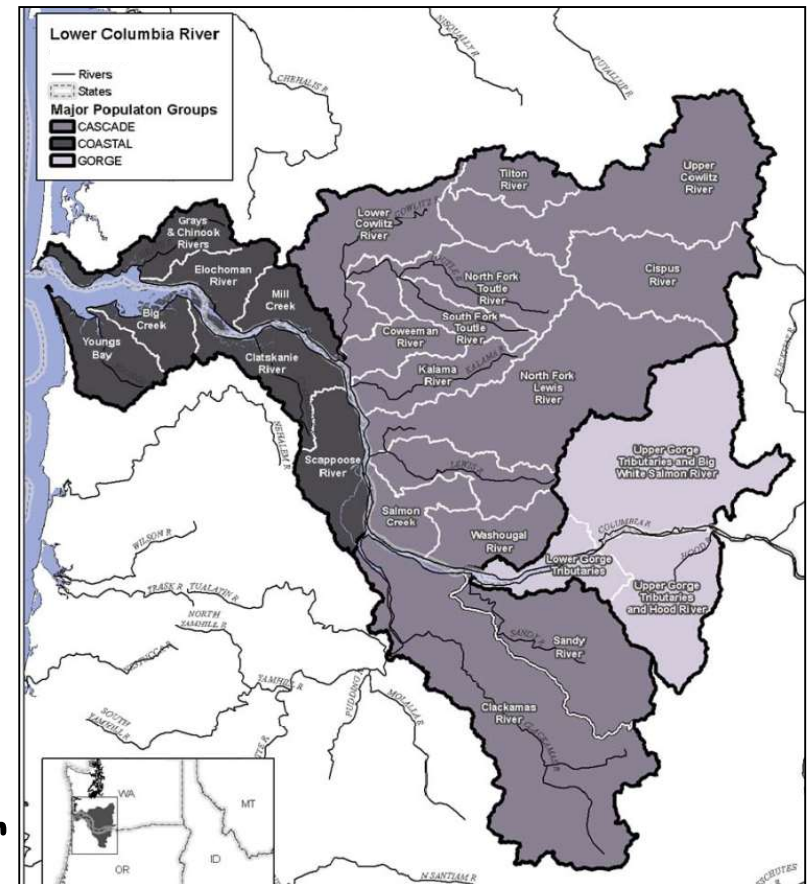 Lower Columbia River
Rivers
States
Major Populaton Groups
CASCADE
COASTAL
GORGE
NISQUALLY R
PUYALLUP R
CHEHALIS R
Tilton
River
Upper
Cowlitz
River
Lower
Cowlitz
River
COWLITZ
Grays
& Chinook
Rivers
Elochoman
River
Mill
Creek
Big
Creek
Youngs
Bay
Clatskanie
River
Scappoose
River
North Fork
Toutle
River
South Fork
Toutle
River
Cispus
River
Coweeman
River
Kalama
River
KALAMA R
North Fork
Lewis
River
LEWIS R
Salmon
Creek
Washougal
River
Upper Gorge
Tributaries and Big
White Salmon River
COLUMBIA R
HOOD R
Lower Gorge
Tributaries
Upper Gorge
Tributaries
and Hood River
NEHALEM R
WILSON R
TRASK R
TUALATIN R
NORTH
YAMHILL R
YAMHILL R
SOUTH
YAMHILL R
PUDDING R
MOLALLA R
SANDY R
Sandy
River
Clackamas
River
CLACKAMAS R
N SANTIAM R
WA
MT
OR
ID